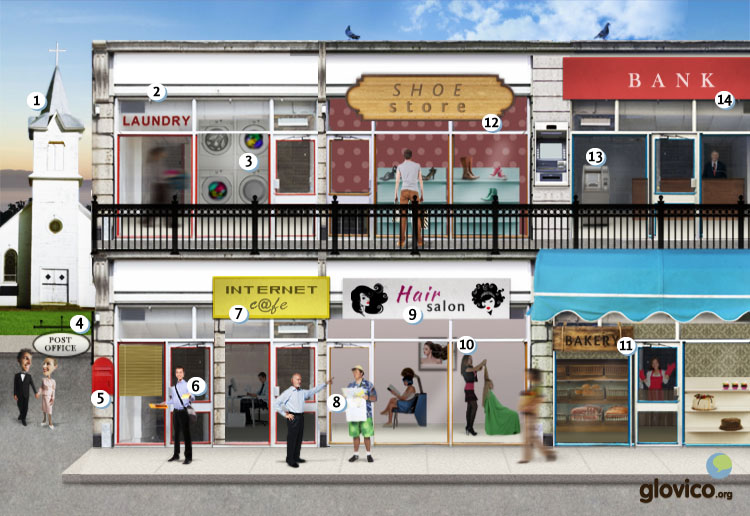 1
2
LAUNDRY
3
SHOE
store
12
BANK
14
13
4
POST
OFFICE
5
6
INTERNET
c@fe
7
Hair
salon
9
8
10
BAKERY
11
glovico.org